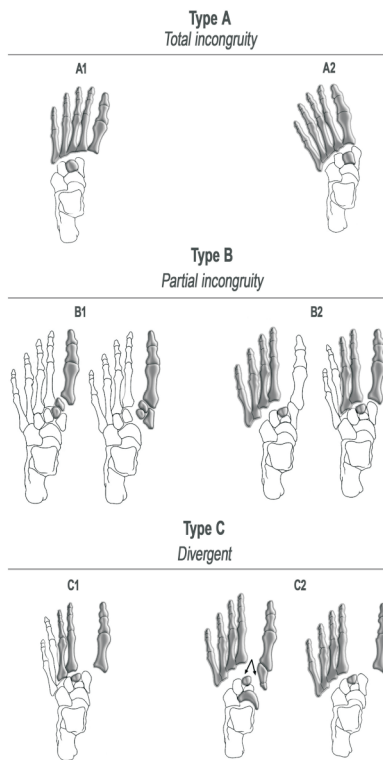 Type A
Total incongruity
A1 A2
Type B
Partial incongruity
B1 B2
Type C
Divergent
C1 C2